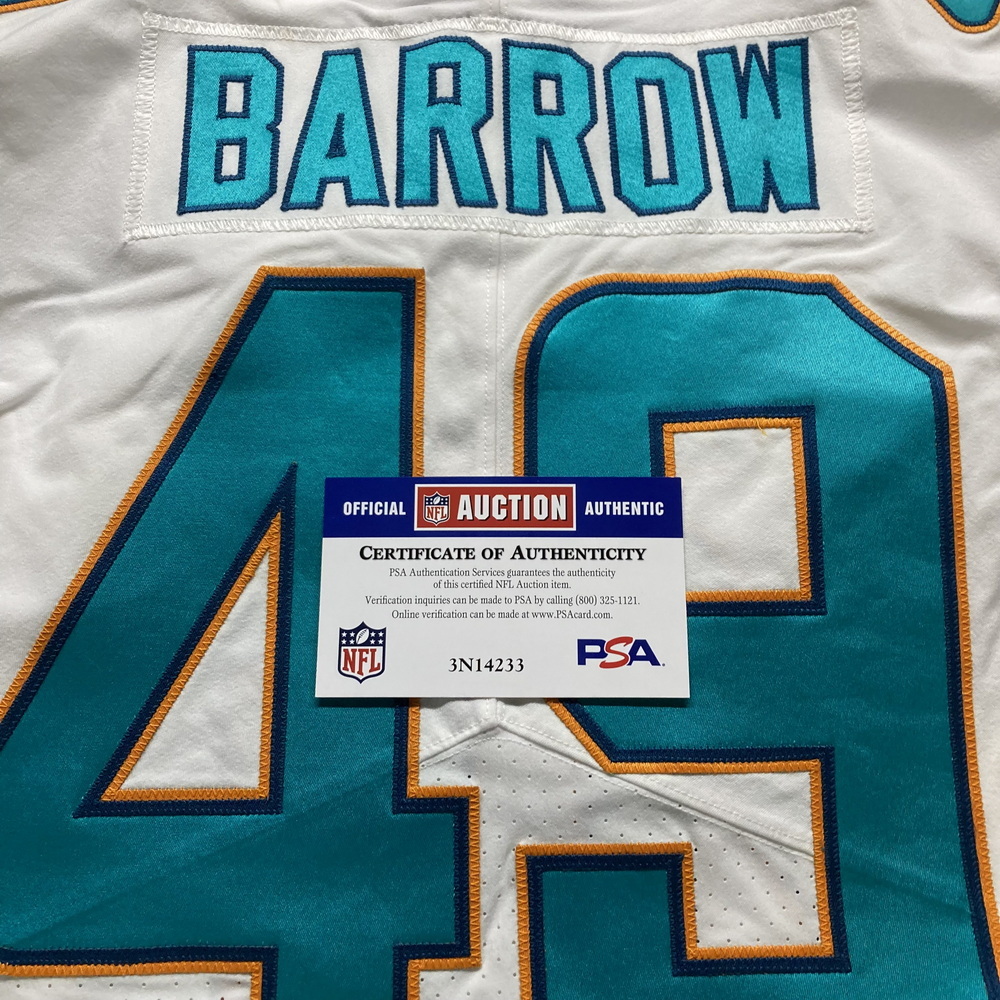 BARROW
49
OFFICIAL NFL AUCTION AUTHENTIC
CERTIFICATE OF AUTHENTICITY
PSA Authentication Services guarantees the authenticity
of this certified NFL Auction item.
Verification inquiries can be made to PSA by calling (800) 325-1121.
Online verification can be made at www.PSAcard.com.
NFL 3N14233 PSA